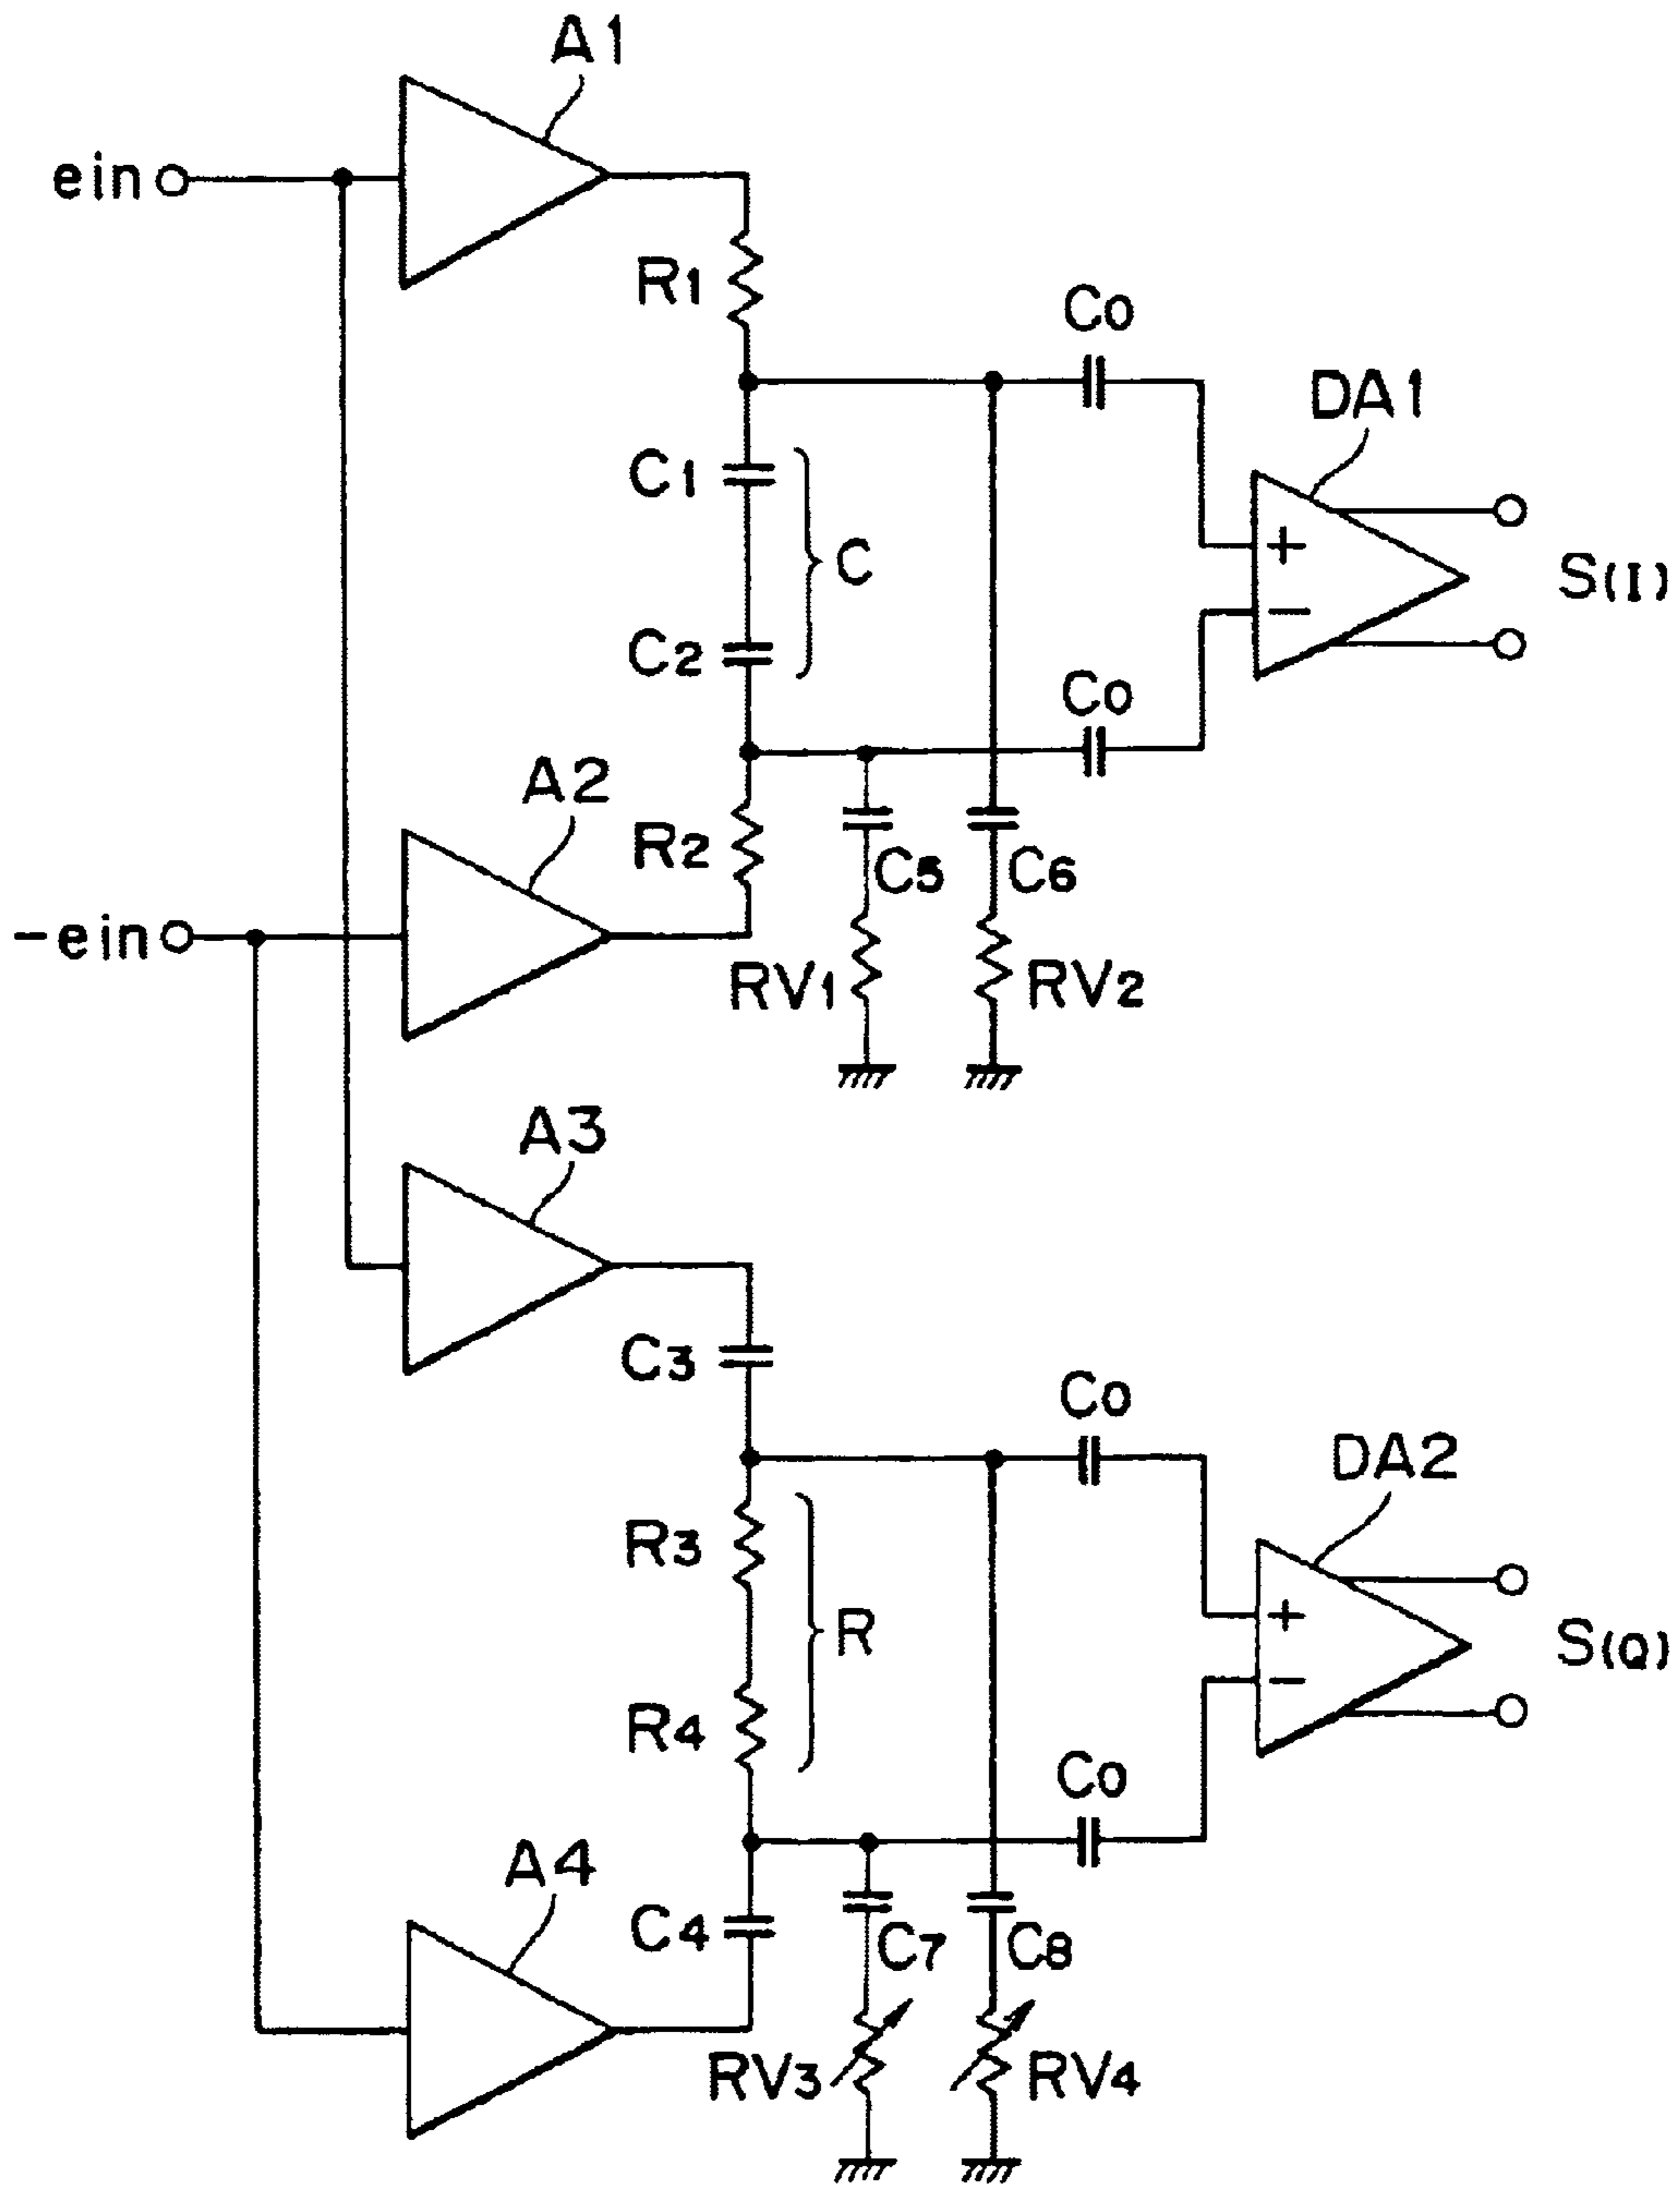 A1
ein
R1
Co
DA1
C1
C
+
S(I)
−
C2
Co
A2
R2
C5
C6
−ein
RV1
RV2
A3
C3
Co
DA2
R3
+
R
S(Q)
−
R4
Co
A4
C4
C7
C8
RV3
RV4